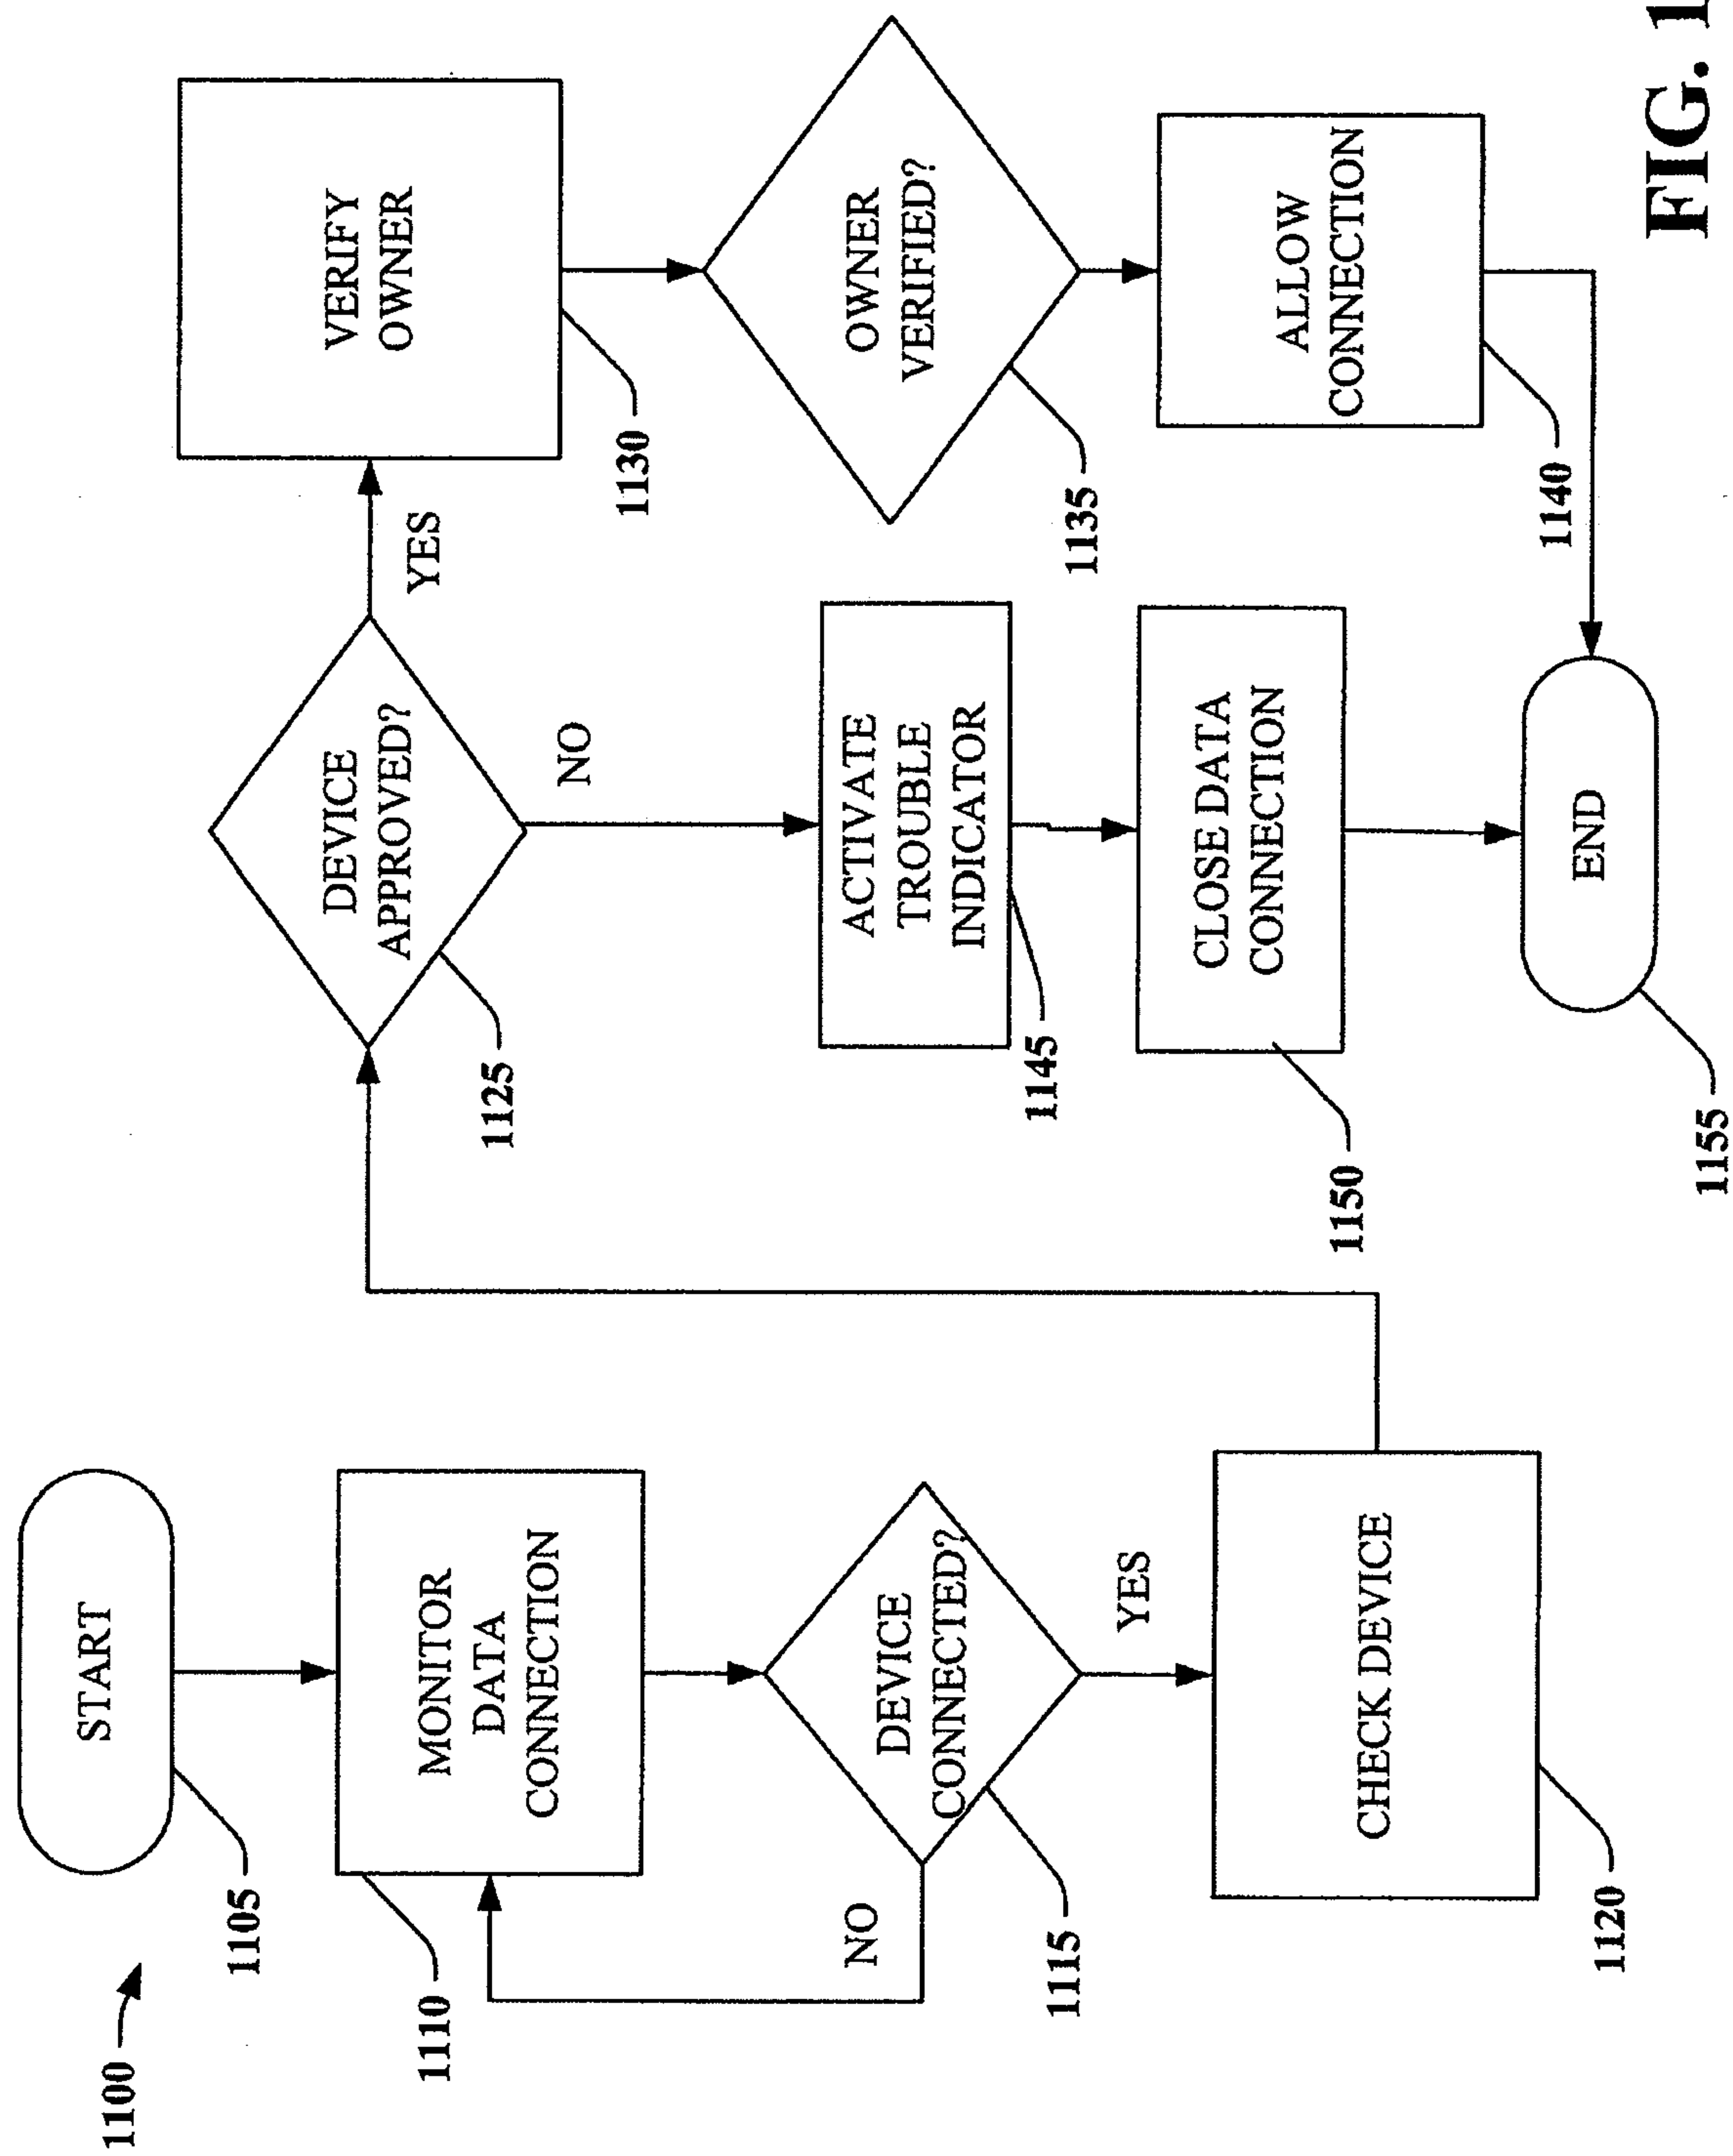 1100
START
1105
MONITOR
DATA
CONNECTION
1110
DEVICE
CONNECTED?
NO
YES
1115
CHECK DEVICE
1120
DEVICE
APPROVED?
YES
NO
1125
VERIFY
OWNER
1130
OWNER
VERIFIED?
1135
ALLOW
CONNECTION
1140
ACTIVATE
TROUBLE
INDICATOR
1145
CLOSE DATA
CONNECTION
1150
END
1155
FIG. 1